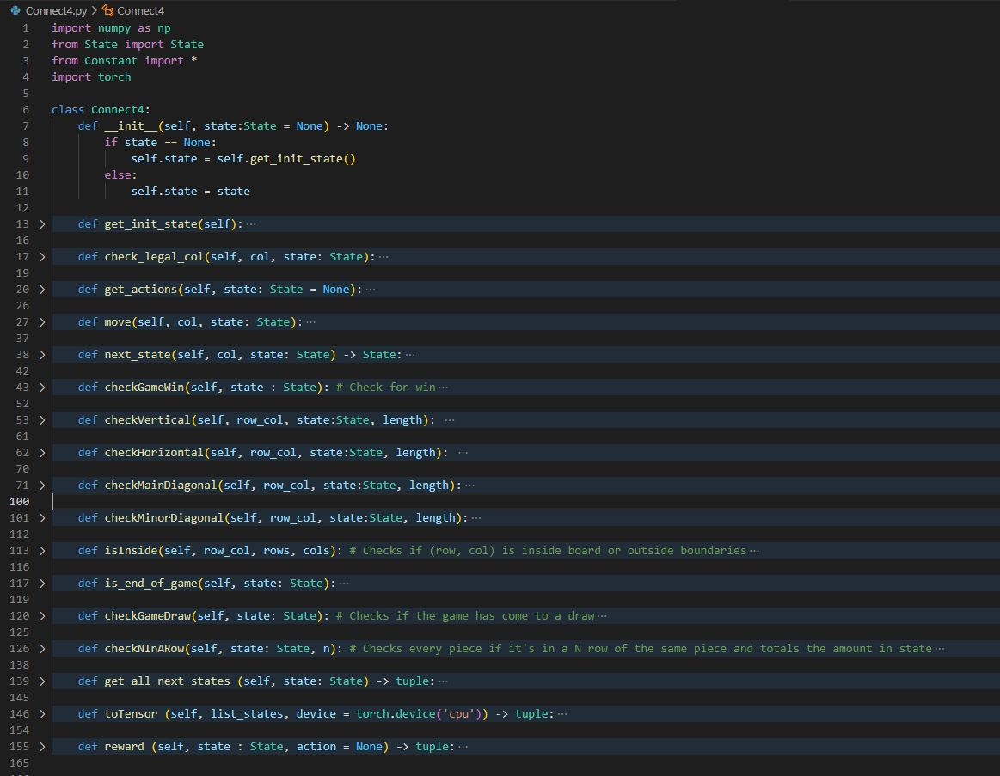 Connect4.py > Connect4
1 import numpy as np
2 from State import State
3 from Constant import *
4 import torch
5
6 class Connect4:
7     def __init__(self, state:State = None) -> None:
8         if state == None:
9             self.state = self.get_init_state()
10         else:
11             self.state = state
12
13 >     def get_init_state(self): ···
16
17 >     def check_legal_col(self, col, state: State): ···
19
20 >     def get_actions(self, state: State = None): ···
26
27 >     def move(self, col, state: State): ···
37
38 >     def next_state(self, col, state: State) -> State: ···
42
43 >     def checkGameWin(self, state : State): # Check for win ···
52
53 >     def checkVertical(self, row_col, state:State, length):  ···
61
62 >     def checkHorizontal(self, row_col, state:State, length):  ···
70
71 >     def checkMainDiagonal(self, row_col, state:State, length): ···
100
101 >     def checkMinorDiagonal(self, row_col, state:State, length): ···
112
113 >     def isInside(self, row_col, rows, cols): # Checks if (row, col) is inside board or outside boundaries ···
116
117 >     def is_end_of_game(self, state: State): ···
119
120 >     def checkGameDraw(self, state: State): # Checks if the game has come to a draw ···
125
126 >     def checkNInARow(self, state: State, n): # Checks every piece if it's in a N row of the same piece and totals the amount in state ···
138
139 >     def get_all_next_states (self, state: State) -> tuple: ···
145
146 >     def toTensor (self, list_states, device = torch.device('cpu')) -> tuple: ···
154
155 >     def reward (self, state : State, action = None) -> tuple: ···
165